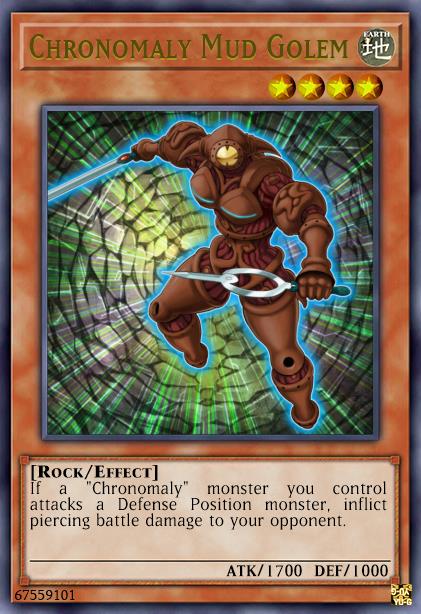 Chronomaly Mud Golem
EARTH
地
[Rock/Effect]
If a "Chronomaly" monster you control
attacks a Defense Position monster, inflict
piercing battle damage to your opponent.
ATK/1700 DEF/1000
67559101